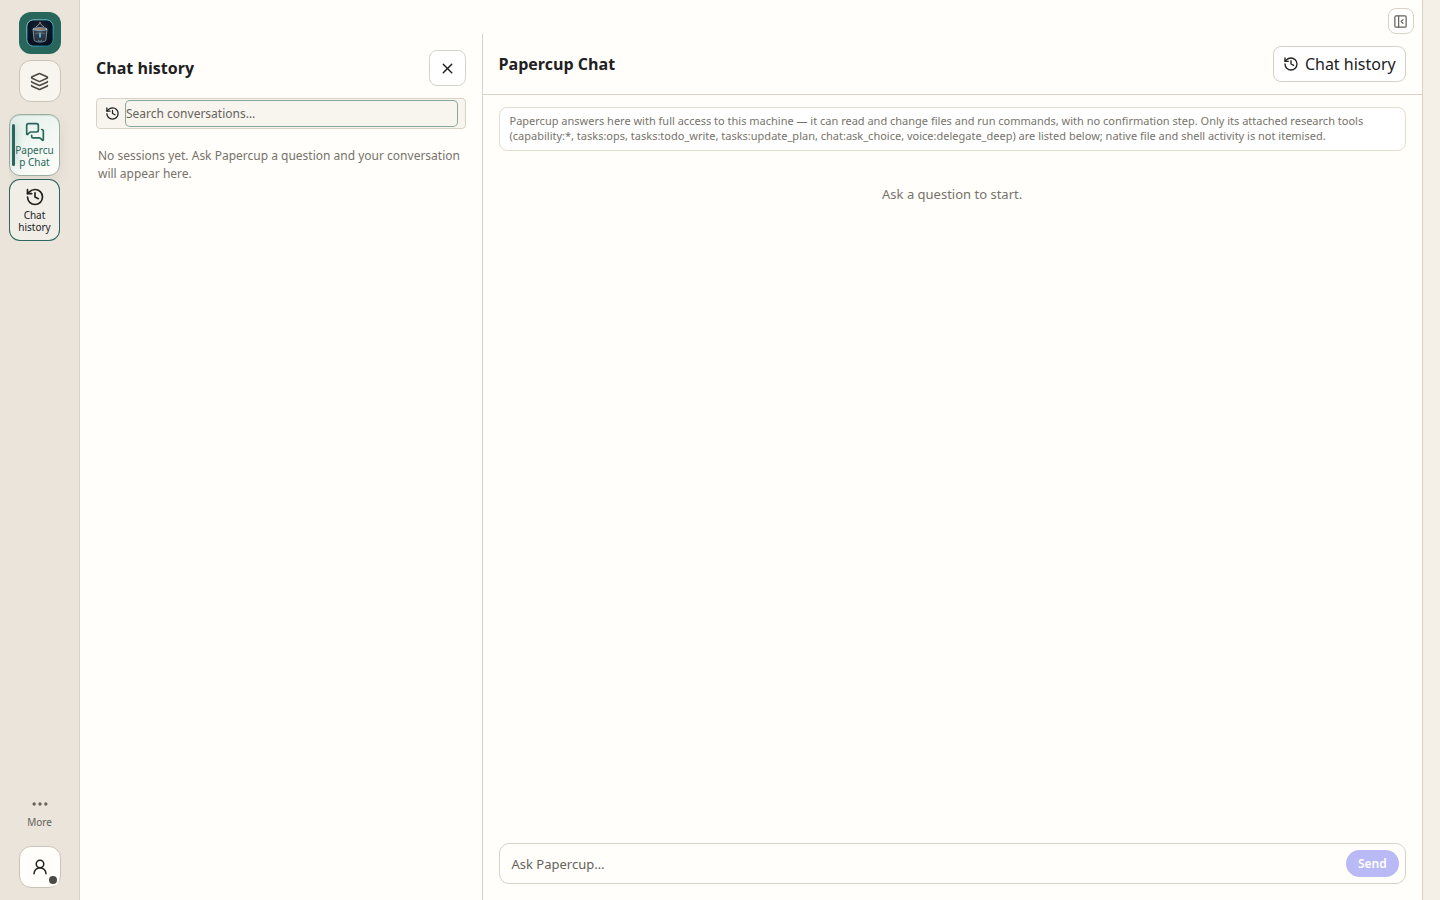 Papercu
p Chat
Chat
history
More
Chat history
Search conversations...
No sessions yet. Ask Papercup a question and your conversation
will appear here.
Papercup Chat
Chat history
Papercup answers here with full access to this machine — it can read and change files and run commands, with no confirmation step. Only its attached research tools
(capability:*, tasks:ops, tasks:todo_write, tasks:update_plan, chat:ask_choice, voice:delegate_deep) are listed below; native file and shell activity is not itemised.
Ask a question to start.
Ask Papercup...
Send